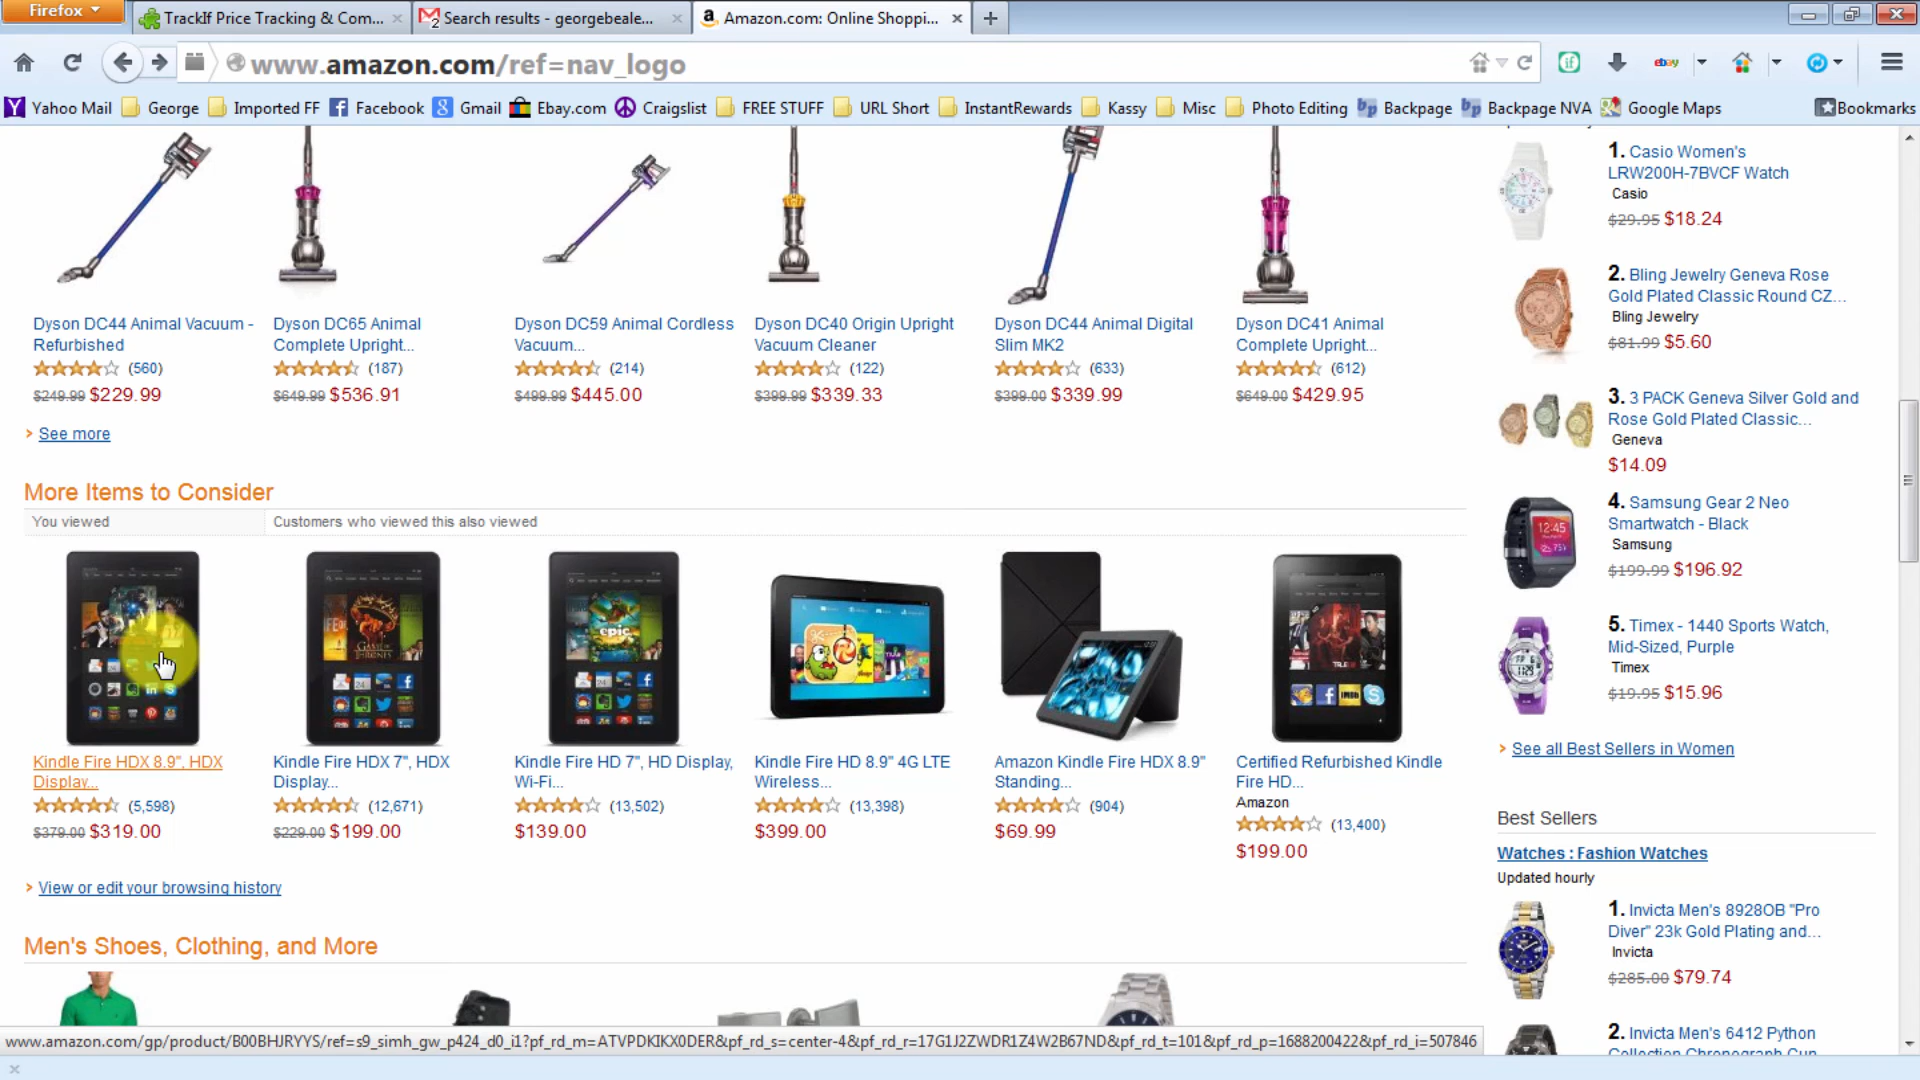 Firefox
TrackIf Price Tracking & Com...
Search results - georgebeale...
Amazon.com: Online Shoppi...
www.amazon.com/ref=nav_logo
Yahoo Mail George Imported FF Facebook Gmail Ebay.com Craigslist FREE STUFF URL Short InstantRewards Kassy Misc Photo Editing Backpage Backpage NVA Google Maps Bookmarks
Dyson DC44 Animal Vacuum -
Refurbished
(560)
$249.99 $229.99
Dyson DC65 Animal
Complete Upright...
(187)
$649.99 $536.91
Dyson DC59 Animal Cordless
Vacuum...
(214)
$499.99 $445.00
Dyson DC40 Origin Upright
Vacuum Cleaner
(122)
$399.99 $339.33
Dyson DC44 Animal Digital
Slim MK2
(633)
$399.00 $339.99
Dyson DC41 Animal
Complete Upright...
(612)
$649.00 $429.95
See more
More Items to Consider
You viewed
Customers who viewed this also viewed
Kindle Fire HDX 8.9", HDX
Display...
(5,598)
$379.00 $319.00
Kindle Fire HDX 7", HDX
Display...
(12,671)
$229.00 $199.00
Kindle Fire HD 7", HD Display,
Wi-Fi...
(13,502)
$139.00
Kindle Fire HD 8.9" 4G LTE
Wireless...
(13,398)
$399.00
Amazon Kindle Fire HDX 8.9"
Standing...
(904)
$69.99
Certified Refurbished Kindle
Fire HD...
Amazon
(13,400)
$199.00
View or edit your browsing history
Men's Shoes, Clothing, and More
1. Casio Women's
LRW200H-7BVCF Watch
Casio
$29.95 $18.24
2. Bling Jewelry Geneva Rose
Gold Plated Classic Round CZ...
Bling Jewelry
$81.99 $5.60
3. 3 PACK Geneva Silver Gold and
Rose Gold Plated Classic...
Geneva
$14.09
4. Samsung Gear 2 Neo
Smartwatch - Black
Samsung
$199.99 $196.92
5. Timex - 1440 Sports Watch,
Mid-Sized, Purple
Timex
$19.95 $15.96
See all Best Sellers in Women
Best Sellers
Watches : Fashion Watches
Updated hourly
1. Invicta Men's 8928OB "Pro
Diver" 23k Gold Plating and...
Invicta
$285.00 $79.74
2. Invicta Men's 6412 Python
Collection Chronograph Gun
www.amazon.com/gp/product/B00BHJRYYS/ref=s9_simh_gw_p424_d0_i1?pf_rd_m=ATVPDKIKX0DER&pf_rd_s=center-4&pf_rd_r=17G1J2ZWDR1Z4W2B67ND&pf_rd_t=101&pf_rd_p=1688200422&pf_rd_i=507846